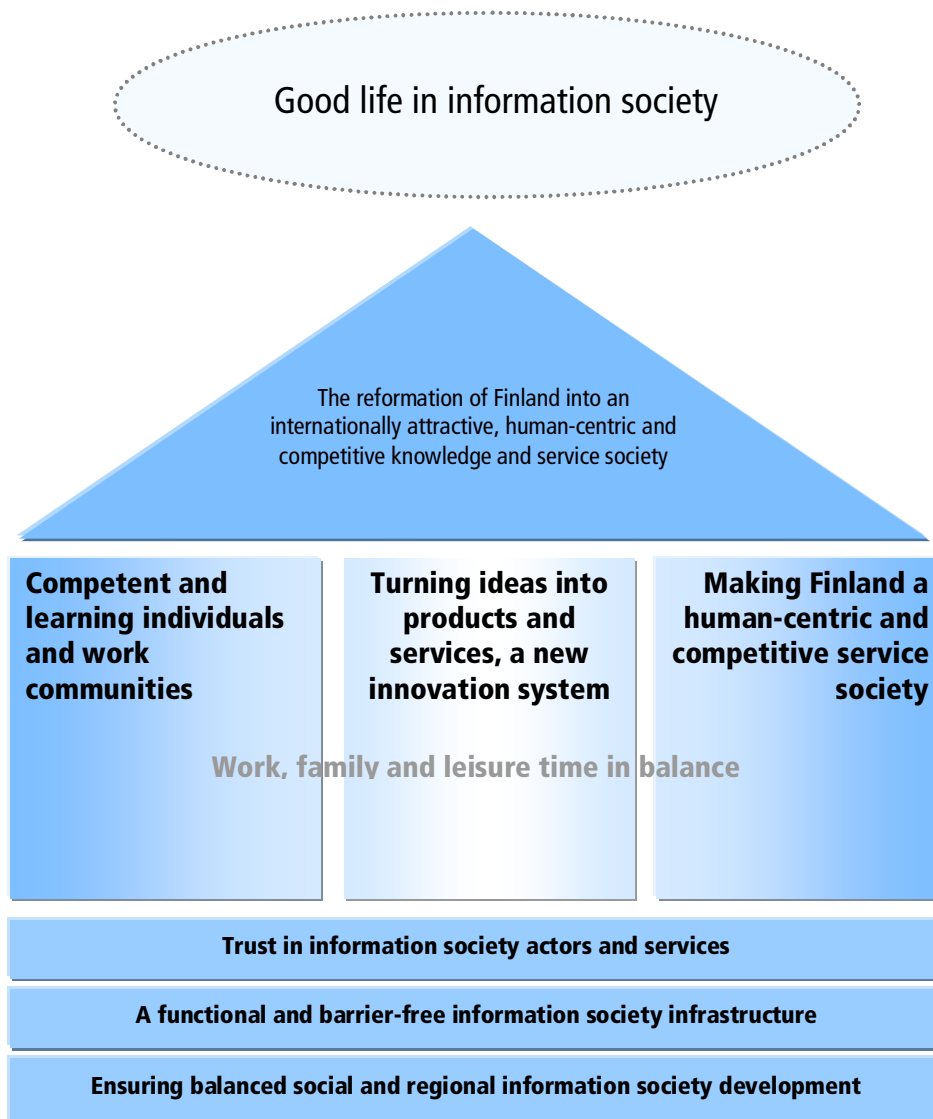 Good life in information society
The reformation of Finland into an
internationally attractive, human-centric and
competitive knowledge and service society
Competent and
learning individuals
and work
communities
Turning ideas into
products and
services, a new
innovation system
Making Finland a
human-centric and
competitive service
society
Work, family and leisure time in balance
Trust in information society actors and services
A functional and barrier-free information society infrastructure
Ensuring balanced social and regional information society development